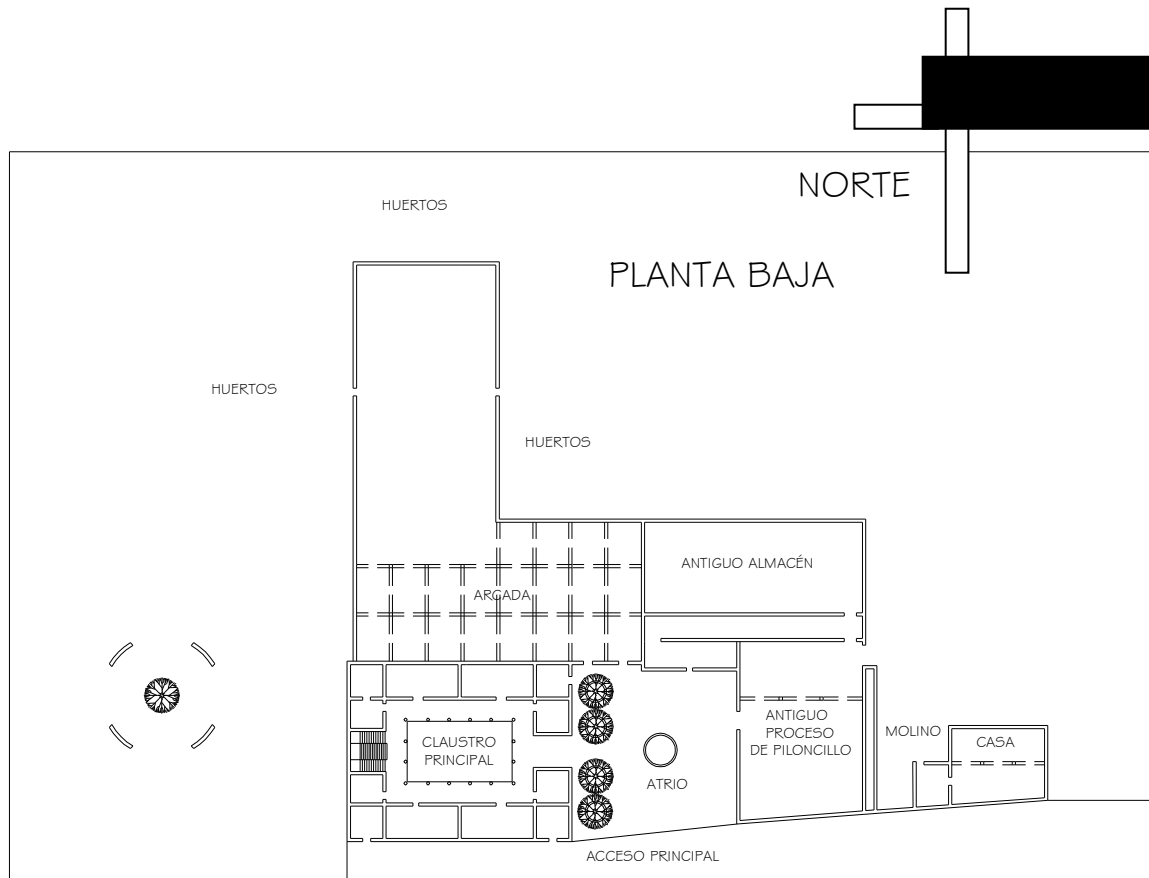 NORTE
HUERTOS
PLANTA BAJA
HUERTOS
HUERTOS
ANTIGUO ALMACÉN
ARCADA
ANTIGUO
PROCESO
DE PILONCILLO
MOLINO
CASA
CLAUSTRO
PRINCIPAL
ATRIO
ACCESO PRINCIPAL